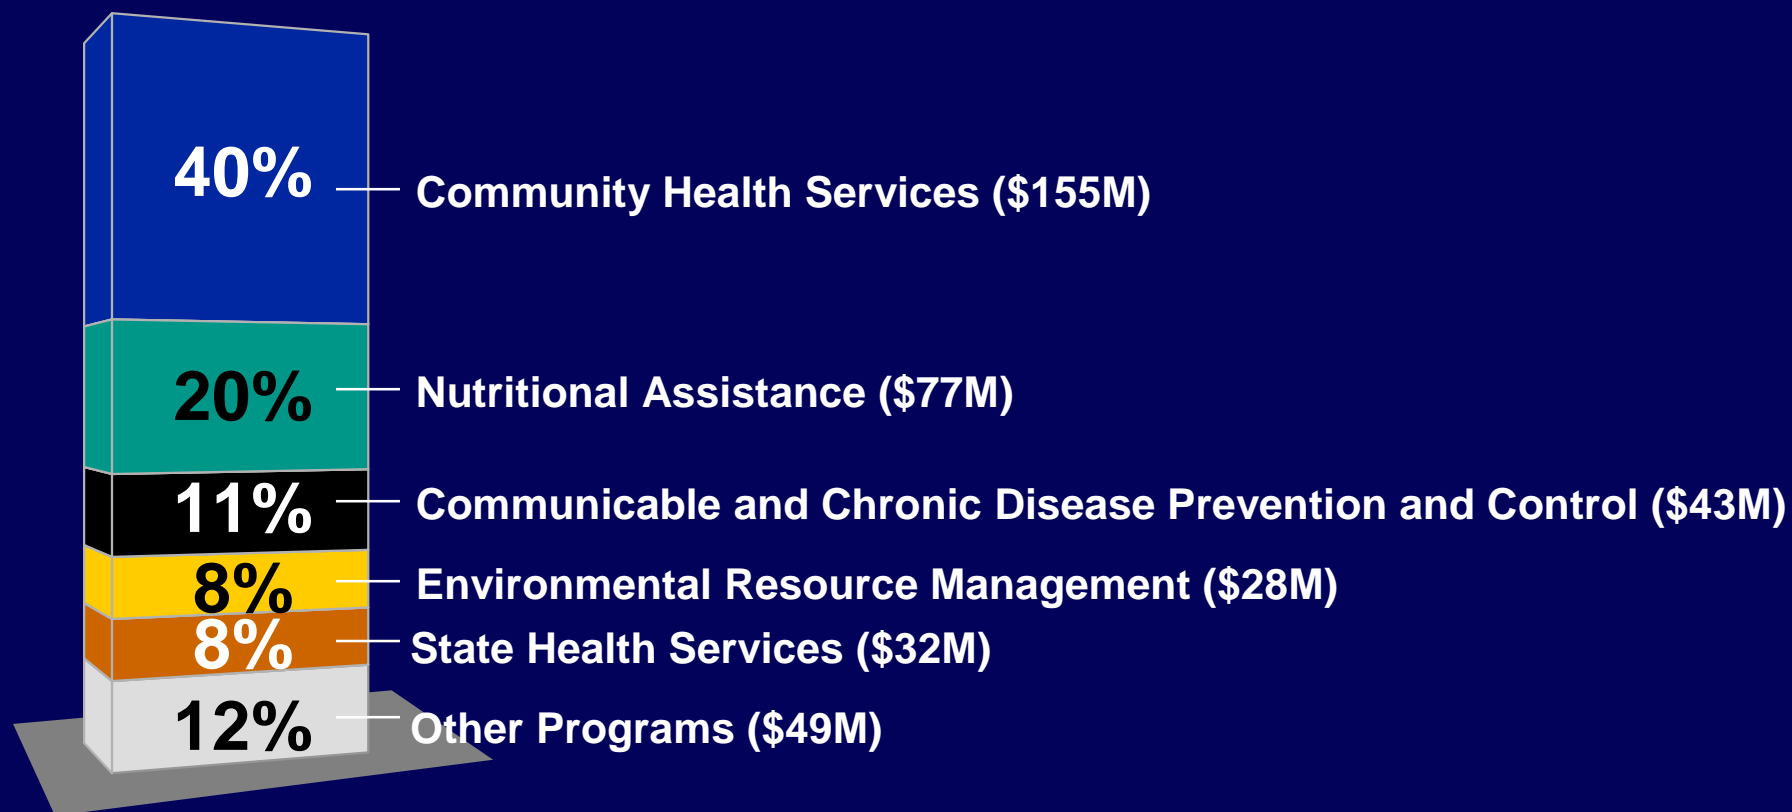 40% Community Health Services ($155M)
20% Nutritional Assistance ($77M)
11% Communicable and Chronic Disease Prevention and Control ($43M)
8% Environmental Resource Management ($28M)
8% State Health Services ($32M)
12% Other Programs ($49M)